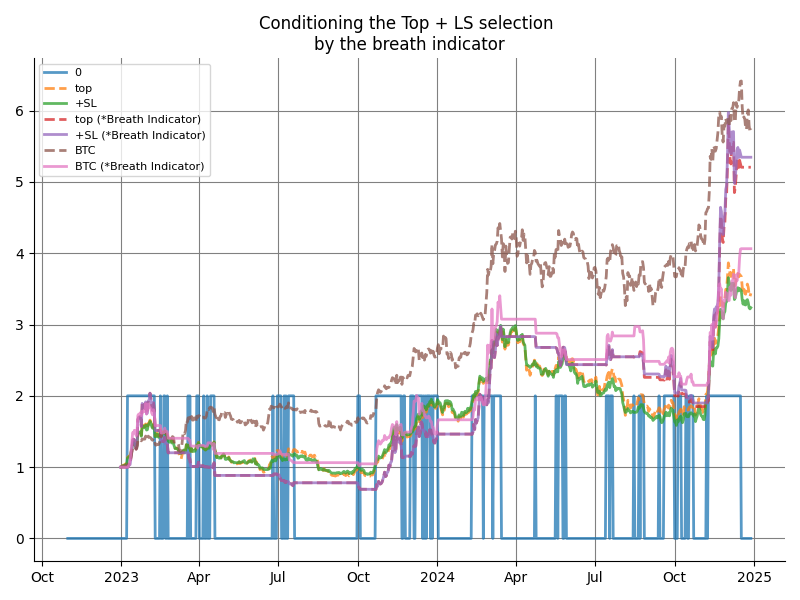 Conditioning the Top + LS selection
by the breath indicator
0
top
+SL
top (*Breath Indicator)
+SL (*Breath Indicator)
BTC
BTC (*Breath Indicator)
6
5
4
3
2
1
0
Oct 2023 Apr Jul Oct 2024 Apr Jul Oct 2025